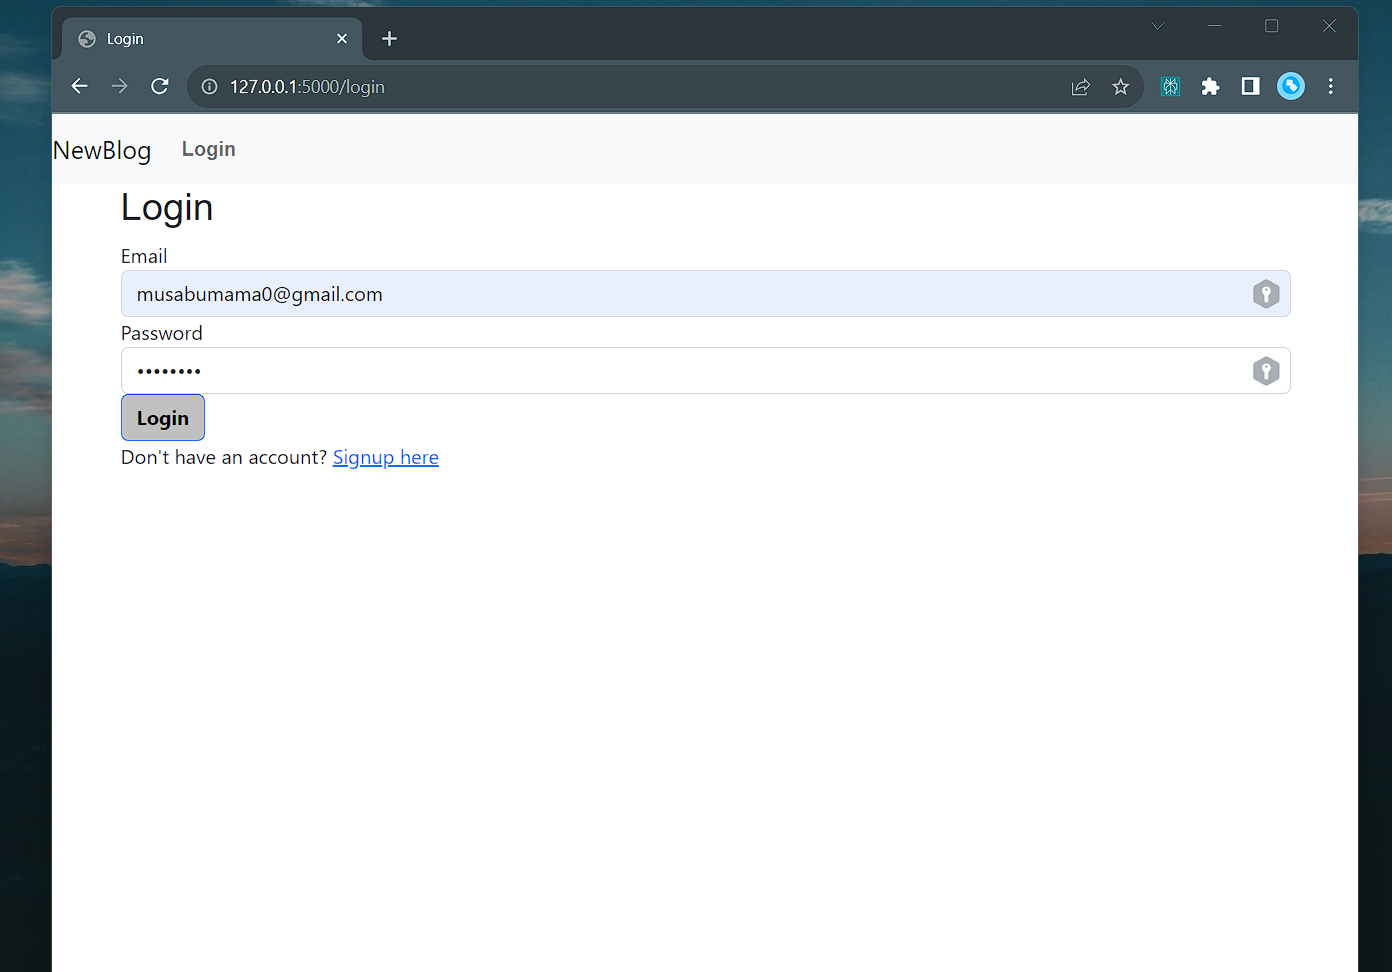 Login
127.0.0.1:5000/login
NewBlog Login
Login
Email
musabumama0@gmail.com
Password
••••••••
Login
Don't have an account? Signup here